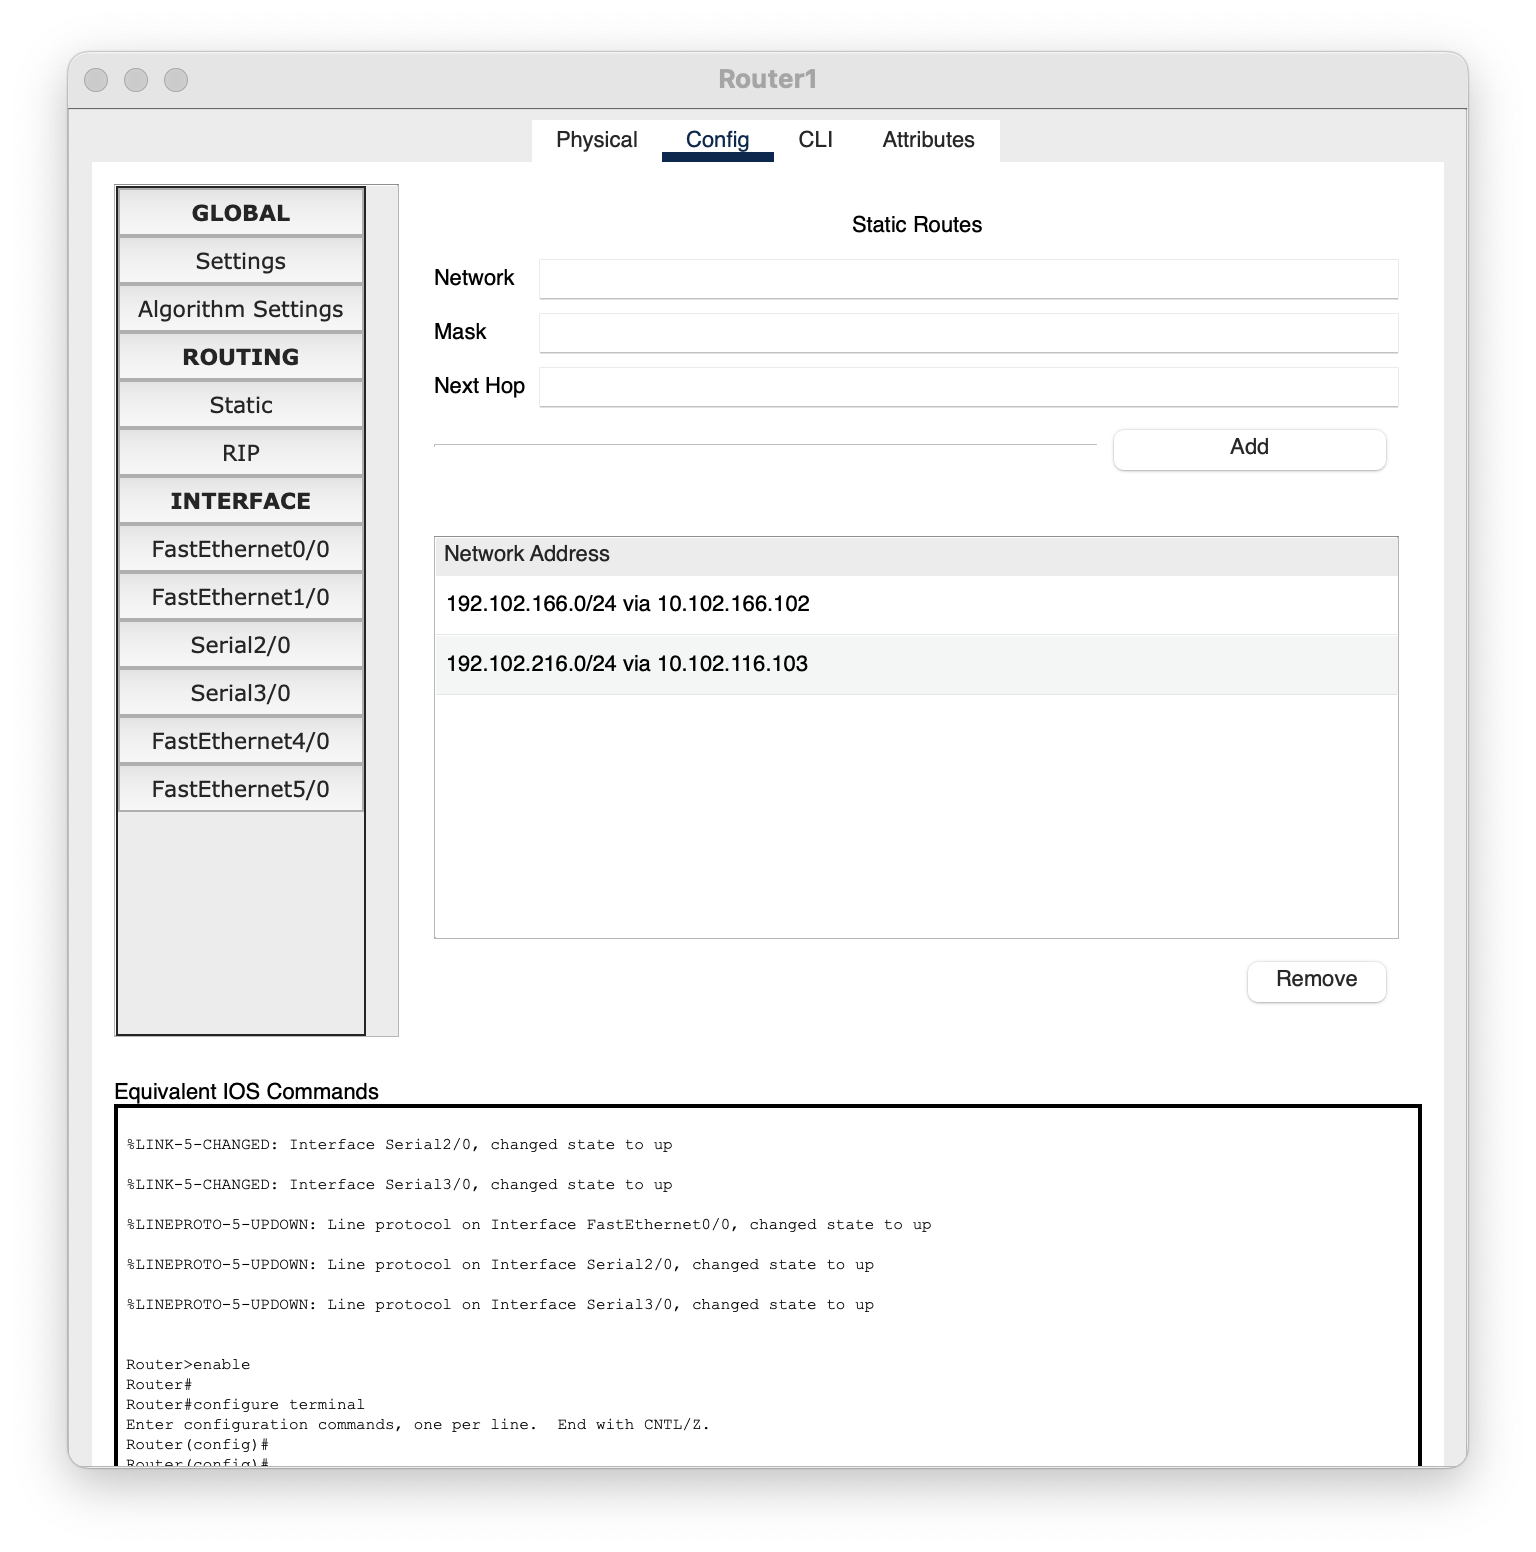 Router1
Physical Config CLI Attributes
GLOBAL
Settings
Algorithm Settings
ROUTING
Static
RIP
INTERFACE
FastEthernet0/0
FastEthernet1/0
Serial2/0
Serial3/0
FastEthernet4/0
FastEthernet5/0
Static Routes
Network
Mask
Next Hop
Add
Network Address
192.102.166.0/24 via 10.102.166.102
192.102.216.0/24 via 10.102.116.103
Remove
Equivalent IOS Commands
%LINK-5-CHANGED: Interface Serial2/0, changed state to up
%LINK-5-CHANGED: Interface Serial3/0, changed state to up
%LINEPROTO-5-UPDOWN: Line protocol on Interface FastEthernet0/0, changed state to up
%LINEPROTO-5-UPDOWN: Line protocol on Interface Serial2/0, changed state to up
%LINEPROTO-5-UPDOWN: Line protocol on Interface Serial3/0, changed state to up
Router>enable
Router#
Router#configure terminal
Enter configuration commands, one per line.  End with CNTL/Z.
Router(config)#
Router(config)#